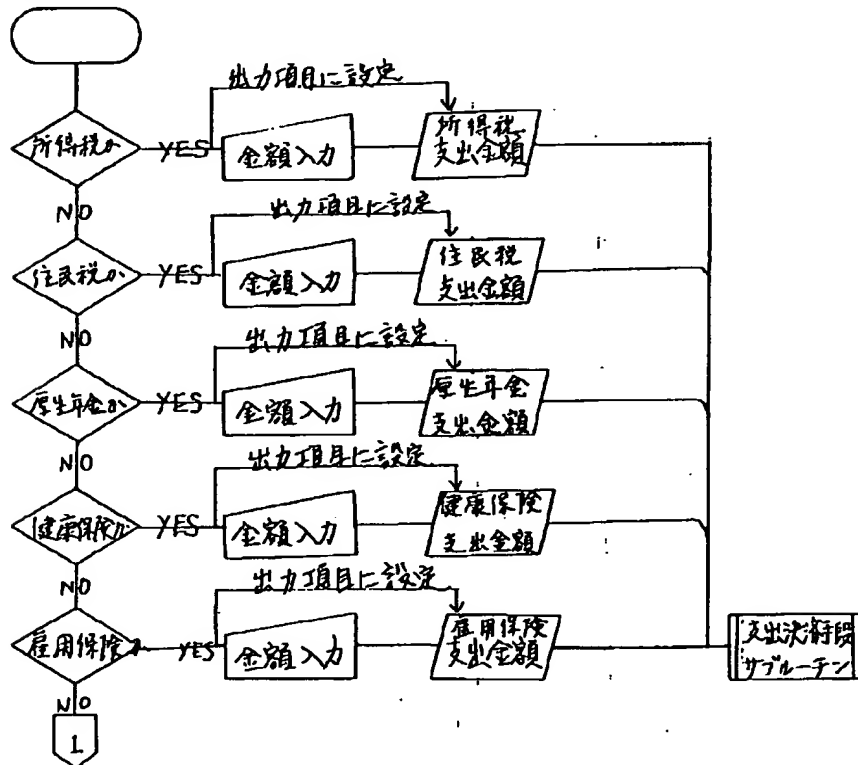 出力項目に設定
所得税か
YES
金額入力
所得税
支出金額
NO
出力項目に設定
住民税か
YES
金額入力
住民税
支出金額
NO
出力項目に設定
厚生年金か
YES
金額入力
厚生年金
支出金額
NO
出力項目に設定
健康保険か
YES
金額入力
健康保険
支出金額
NO
出力項目に設定
雇用保険か
YES
金額入力
雇用保険
支出金額
支出決済手段
サブルーチン
NO
1